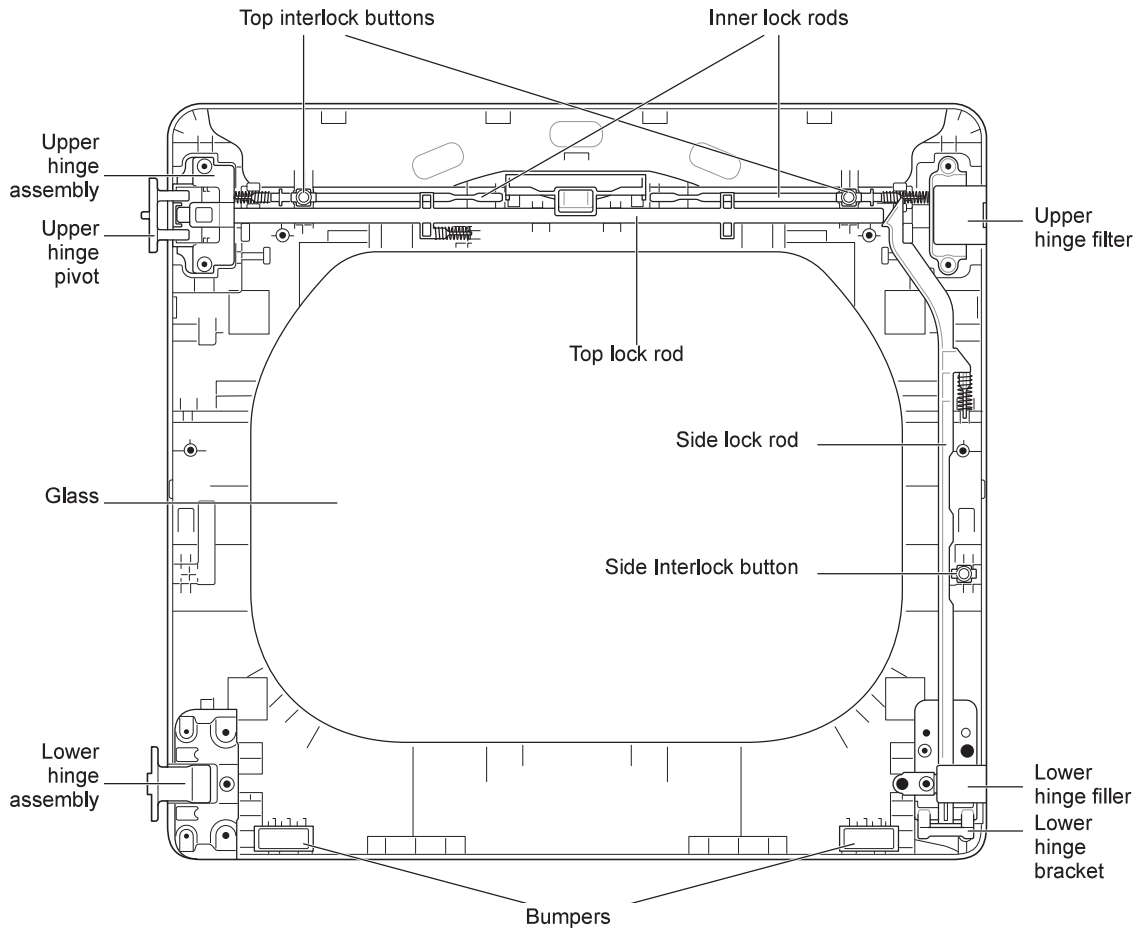 Top interlock buttons
Inner lock rods
Upper
hinge
assembly
Upper
hinge
pivot
Upper
hinge filter
Top lock rod
Side lock rod
Glass
Side Interlock button
Lower
hinge
assembly
Lower
hinge filler
Lower
hinge
bracket
Bumpers